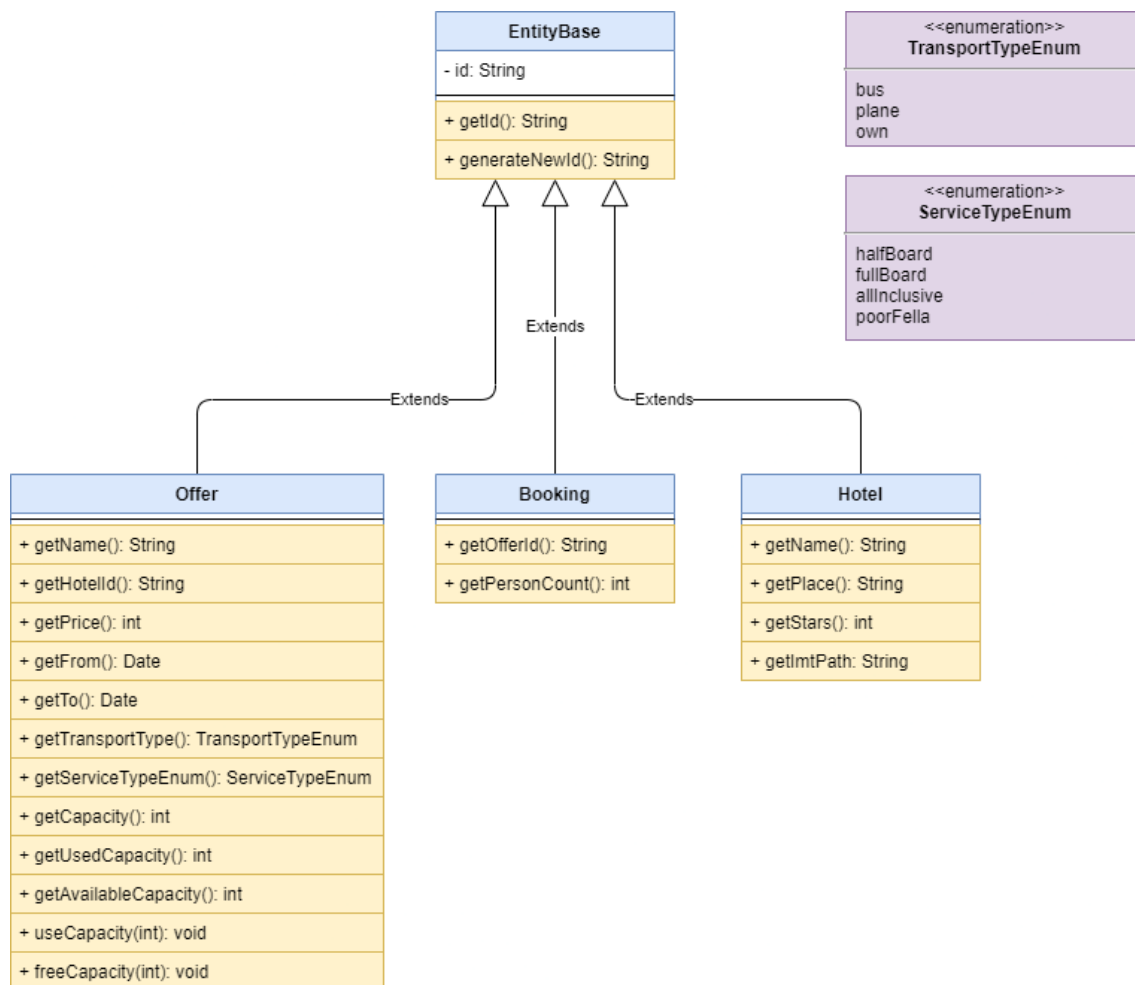 EntityBase
- id: String
+ getId(): String
+ generateNewId(): String
<<enumeration>>
TransportTypeEnum
bus
plane
own
<<enumeration>>
ServiceTypeEnum
halfBoard
fullBoard
allInclusive
poorFella
Extends
Extends
Extends
Offer
+ getName(): String
+ getHotelId(): String
+ getPrice(): int
+ getFrom(): Date
+ getTo(): Date
+ getTransportType(): TransportTypeEnum
+ getServiceTypeEnum(): ServiceTypeEnum
+ getCapacity(): int
+ getUsedCapacity(): int
+ getAvailableCapacity(): int
+ useCapacity(int): void
+ freeCapacity(int): void
Booking
+ getOfferId(): String
+ getPersonCount(): int
Hotel
+ getName(): String
+ getPlace(): String
+ getStars(): int
+ getImtPath: String